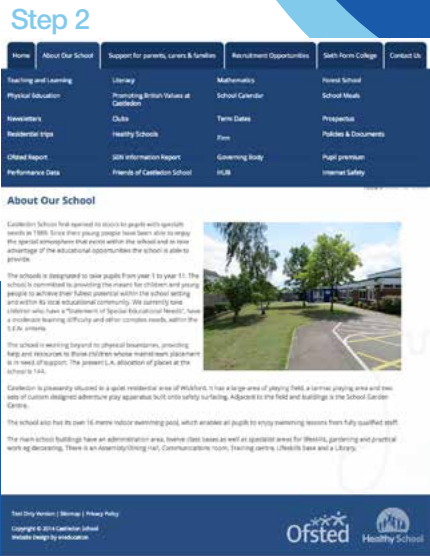 Step 2
Home About Our School Support for parents, carers & families Recruitment Opportunities Sixth Form College Contact Us
Teaching and Learning Literacy Mathematics Forest School
Physical Education Promoting British Values at Castledon School Calendar School Meals
Newsletters Clubs Term Dates Prospectus
Residential trips Healthy Schools Policies & Documents
Ofsted Report SEN Information Report Governing Body Pupil premium
Performance Data Friends of Castledon School HUB Internet Safety
About Our School
Castledon School first opened its doors to pupils with specialist
needs in 1989. Since then young people have been able to enjoy
the special atmosphere that exists within the school and to take
advantage of the educational opportunities the school is able to
provide.
The schools is designated to take pupils from year 1 to year 11. The
school is committed to providing the means for children and young
people to achieve their fullest potential within the school setting
and within its local educational community. We currently take
children who have a "Statement of Special Educational Needs", have
a moderate learning difficulty and other complex needs, within the
S.E.N. criteria.
The school is working beyond its physical boundaries, providing
help and resources to those children whose mainstream placement
is in need of support. The present L.A. allocation of places at the
school is 144.
Castledon is pleasantly situated in a quiet residential area of Wickford. It has a large area of playing field, a tarmac playing area and two
sets of custom designed adventure play apparatus built onto safety surfacing. Adjacent to the field and buildings is the School Garden
Centre.
The school also has its own 16 metre indoor swimming pool, which enables all pupils to enjoy swimming lessons from fully qualified staff.
The main school buildings have an administration area, twelve class bases as well as specialist areas for lifeskills, gardening and practical
work eg decorating. There is an Assembly/Dining Hall, Communications room, Training centre, Lifeskills base and a Library.
Text Only Version | Sitemap | Privacy Policy
Copyright © 2014 Castledon School
Website Design by e4education
Ofsted
Healthy School